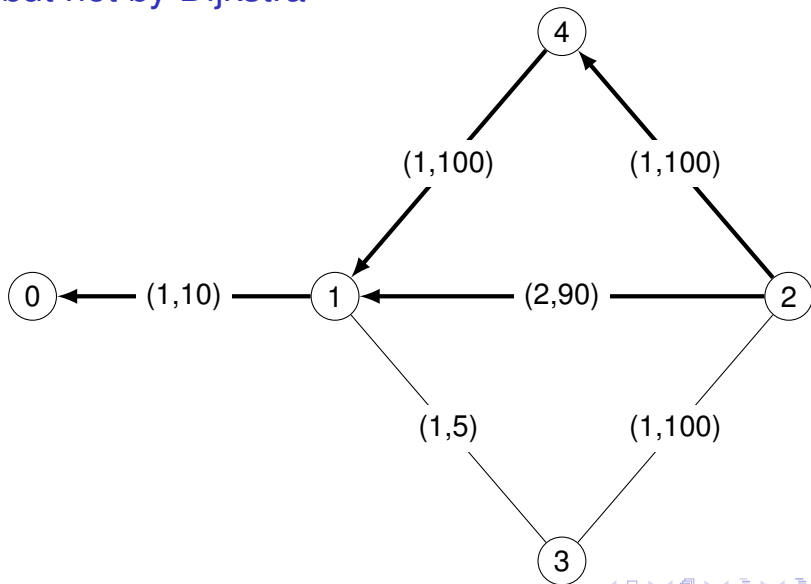 but not by Dijkstra
4
(1,100) (1,100)
0 (1,10) 1 (2,90) 2
(1,5) (1,100)
3